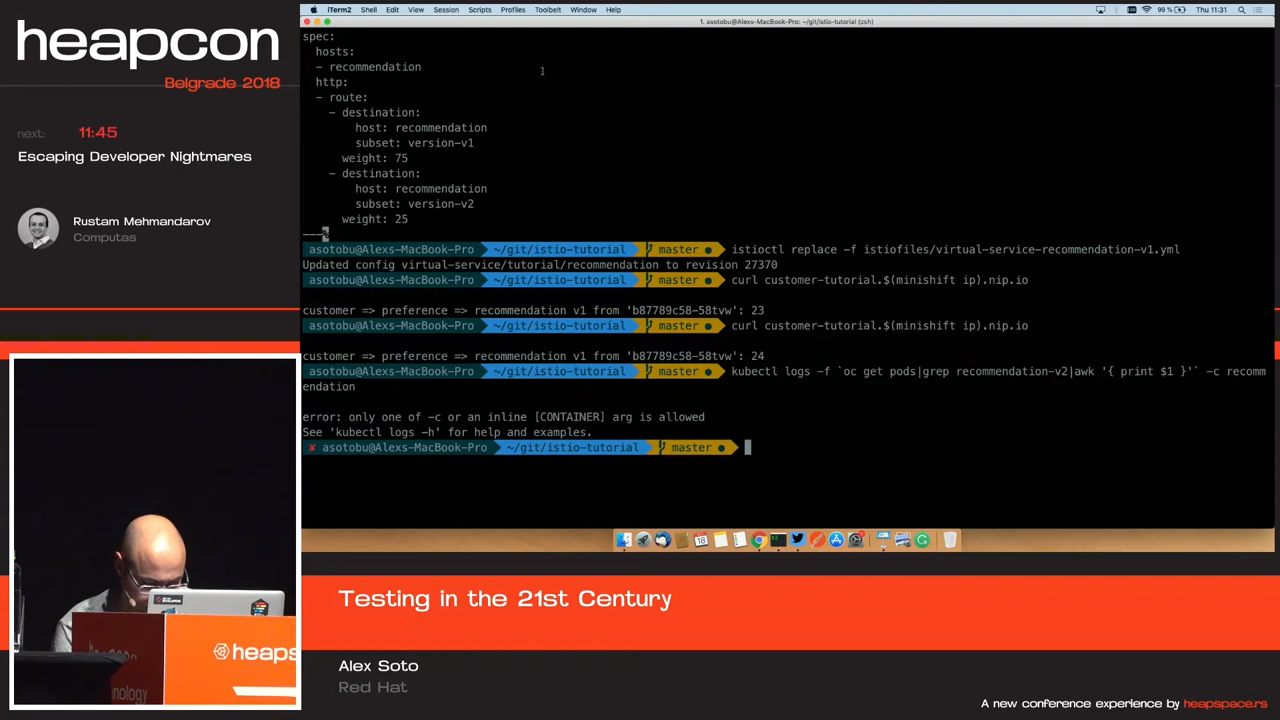 heapcon
Belgrade 2018
next: 11:45
Escaping Developer Nightmares
Rustam Mehmandarov
Computas
iTerm2 Shell Edit View Session Scripts Profiles Toolbelt Window Help
99 % Thu 11:31
1. asotobu@Alexs-MacBook-Pro: ~/git/istio-tutorial (zsh)
spec:
hosts:
- recommendation
http:
- route:
- destination:
host: recommendation
subset: version-v1
weight: 75
- destination:
host: recommendation
subset: version-v2
weight: 25
---%
asotobu@Alexs-MacBook-Pro ~/git/istio-tutorial master ● istioctl replace -f istiofiles/virtual-service-recommendation-v1.yml
Updated config virtual-service/tutorial/recommendation to revision 27370
asotobu@Alexs-MacBook-Pro ~/git/istio-tutorial master ● curl customer-tutorial.$(minishift ip).nip.io
customer => preference => recommendation v1 from 'b87789c58-58tvw': 23
asotobu@Alexs-MacBook-Pro ~/git/istio-tutorial master ● curl customer-tutorial.$(minishift ip).nip.io
customer => preference => recommendation v1 from 'b87789c58-58tvw': 24
asotobu@Alexs-MacBook-Pro ~/git/istio-tutorial master ● kubectl logs -f `oc get pods|grep recommendation-v2|awk '{ print $1 }'` -c recomm
endation
error: only one of -c or an inline [CONTAINER] arg is allowed
See 'kubectl logs -h' for help and examples.
✘ asotobu@Alexs-MacBook-Pro ~/git/istio-tutorial master ●
18
heaps
technology
Testing in the 21st Century
Alex Soto
Red Hat
A new conference experience by heapspace.rs